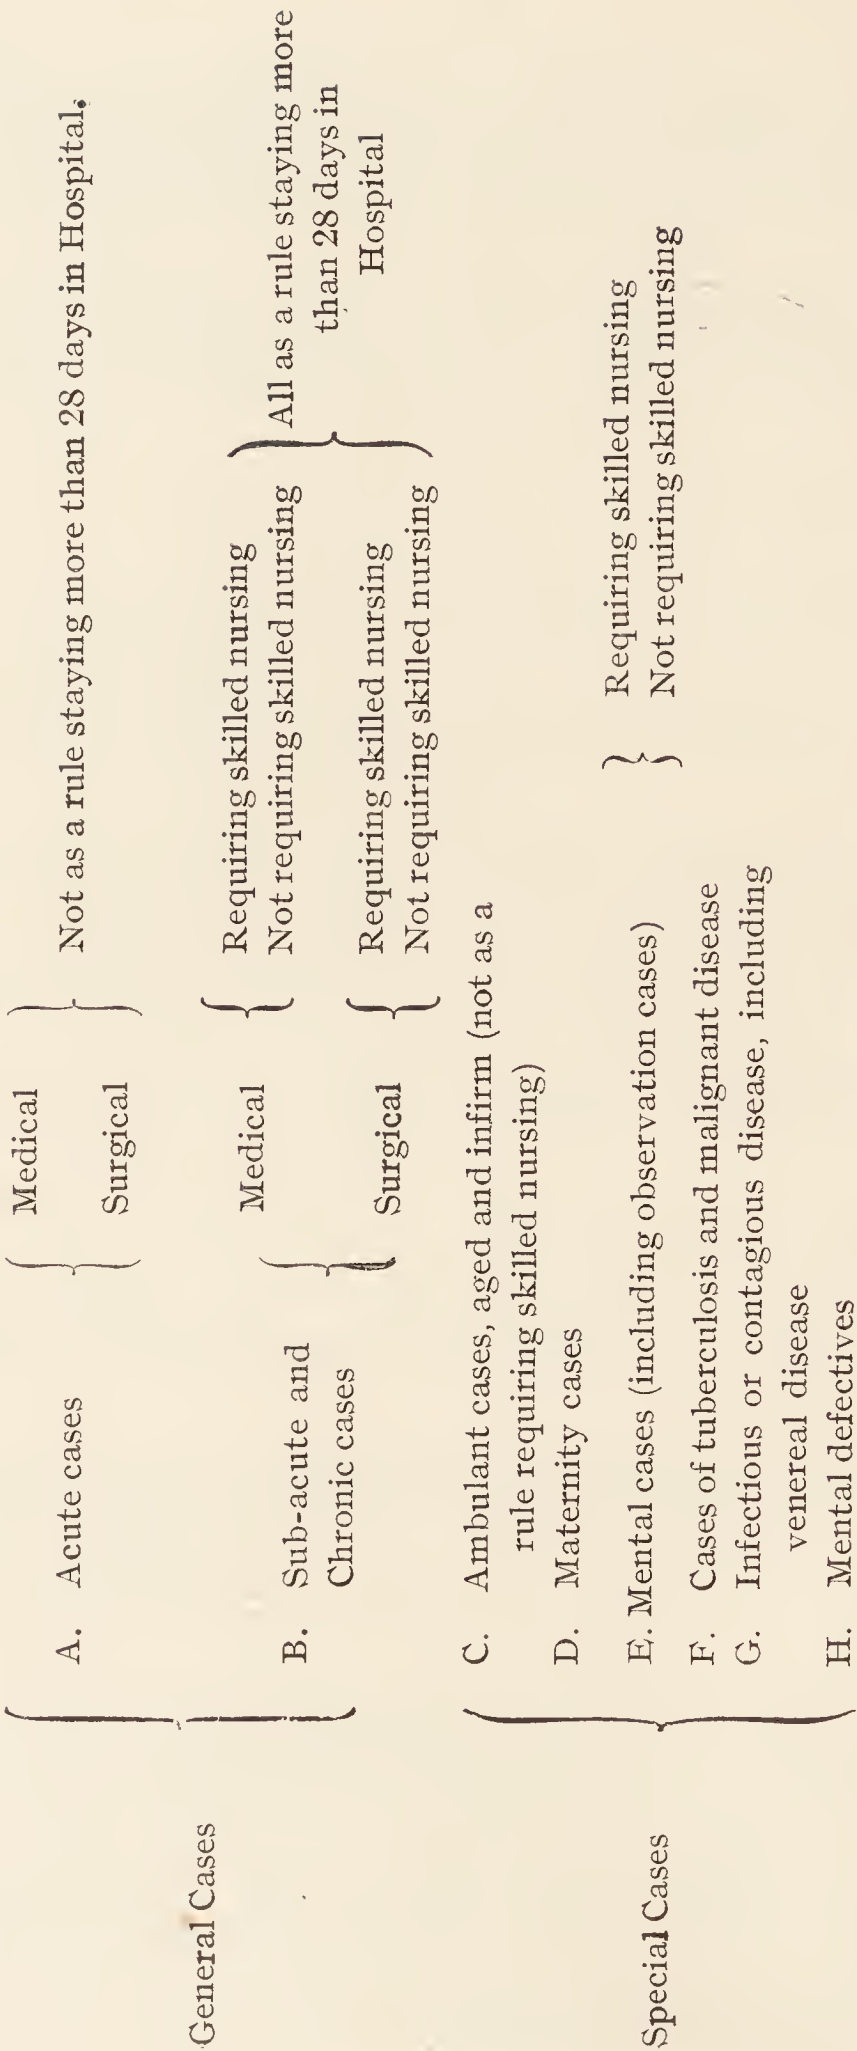 General Cases
A. Acute cases
Medical
Surgical
Not as a rule staying more than 28 days in Hospital.
B. Sub-acute and
Chronic cases
Medical
Requiring skilled nursing
Not requiring skilled nursing
Surgical
Requiring skilled nursing
Not requiring skilled nursing
All as a rule staying more
than 28 days in
Hospital
Special Cases
C. Ambulant cases, aged and infirm (not as a
rule requiring skilled nursing)
D. Maternity cases
E. Mental cases (including observation cases)
Requiring skilled nursing
Not requiring skilled nursing
F. Cases of tuberculosis and malignant disease
G. Infectious or contagious disease, including
venereal disease
H. Mental defectives